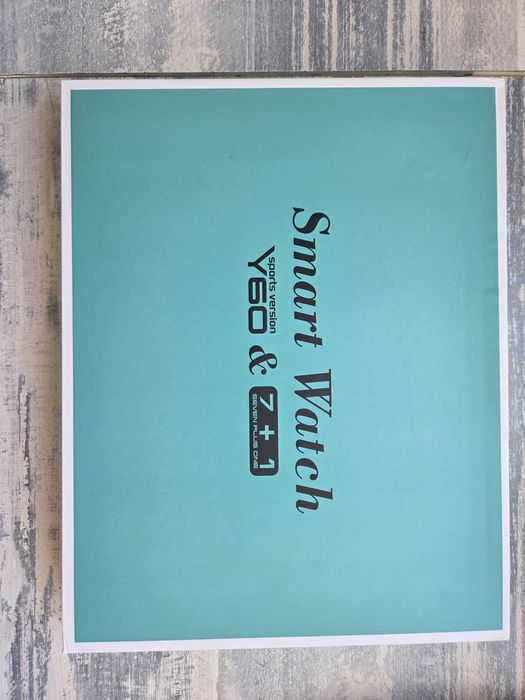 Smart Watch
sports version
Y60 & 7+1
SEVEN PLUS ONE